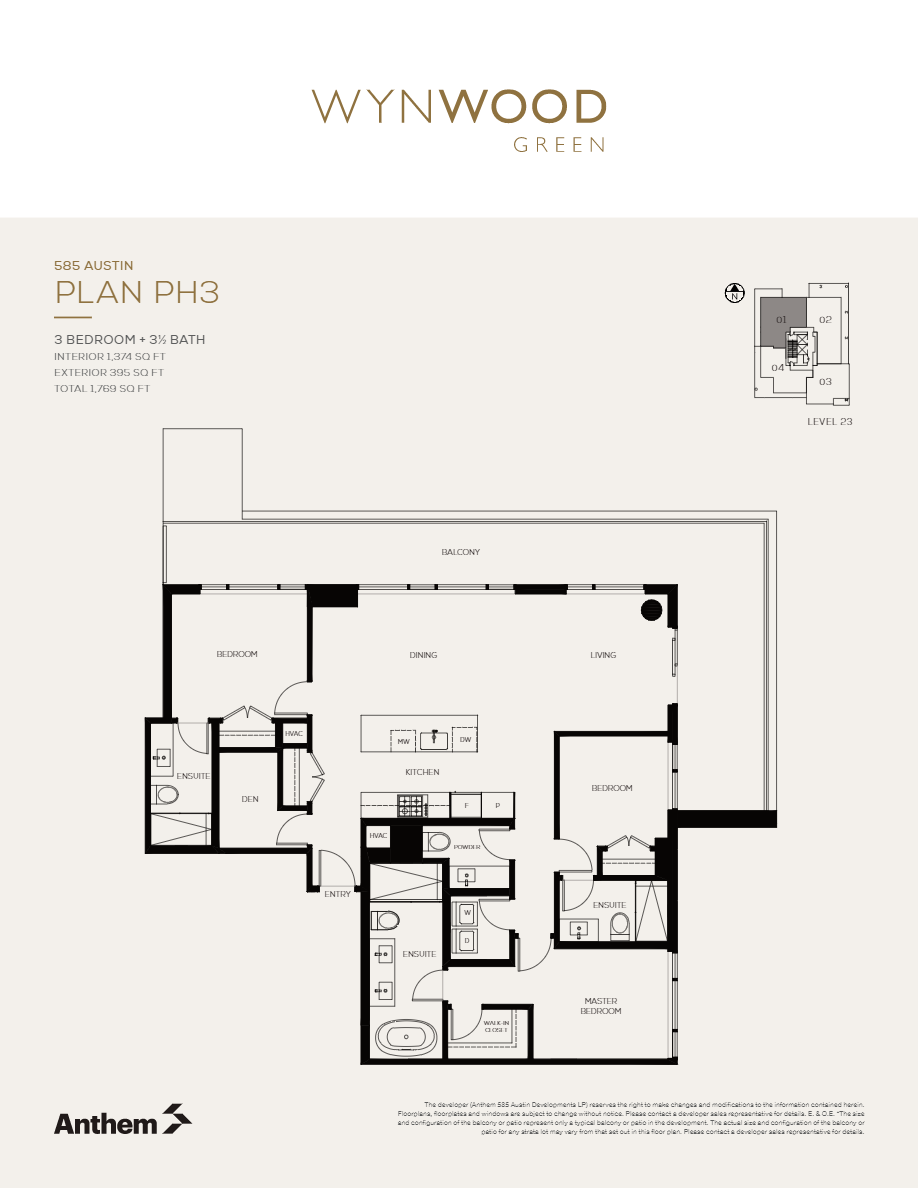 WYNWOOD
GREEN
585 AUSTIN
PLAN PH3
3 BEDROOM + 3½ BATH
INTERIOR 1,374 SQ FT
EXTERIOR 395 SQ FT
TOTAL 1,769 SQ FT
N
01
02
04
03
LEVEL 23
BALCONY
BEDROOM
DINING
LIVING
HVAC
MW
DW
ENSUITE
KITCHEN
DEN
BEDROOM
F
P
HVAC
POWDER
ENTRY
W
ENSUITE
D
ENSUITE
MASTER
BEDROOM
WALK-IN
CLOSET
Anthem
The developer (Anthem 585 Austin Developments LP) reserves the right to make changes and modifications to the information contained herein.
Floorplans, floorplates and windows are subject to change without notice. Please contact a developer sales representative for details. E. & O.E. *The size
and configuration of the balcony or patio represent only a typical balcony or patio in the development. The actual size and configuration of the balcony or
patio for any strata lot may vary from that set out in this floor plan. Please contact a developer sales representative for details.